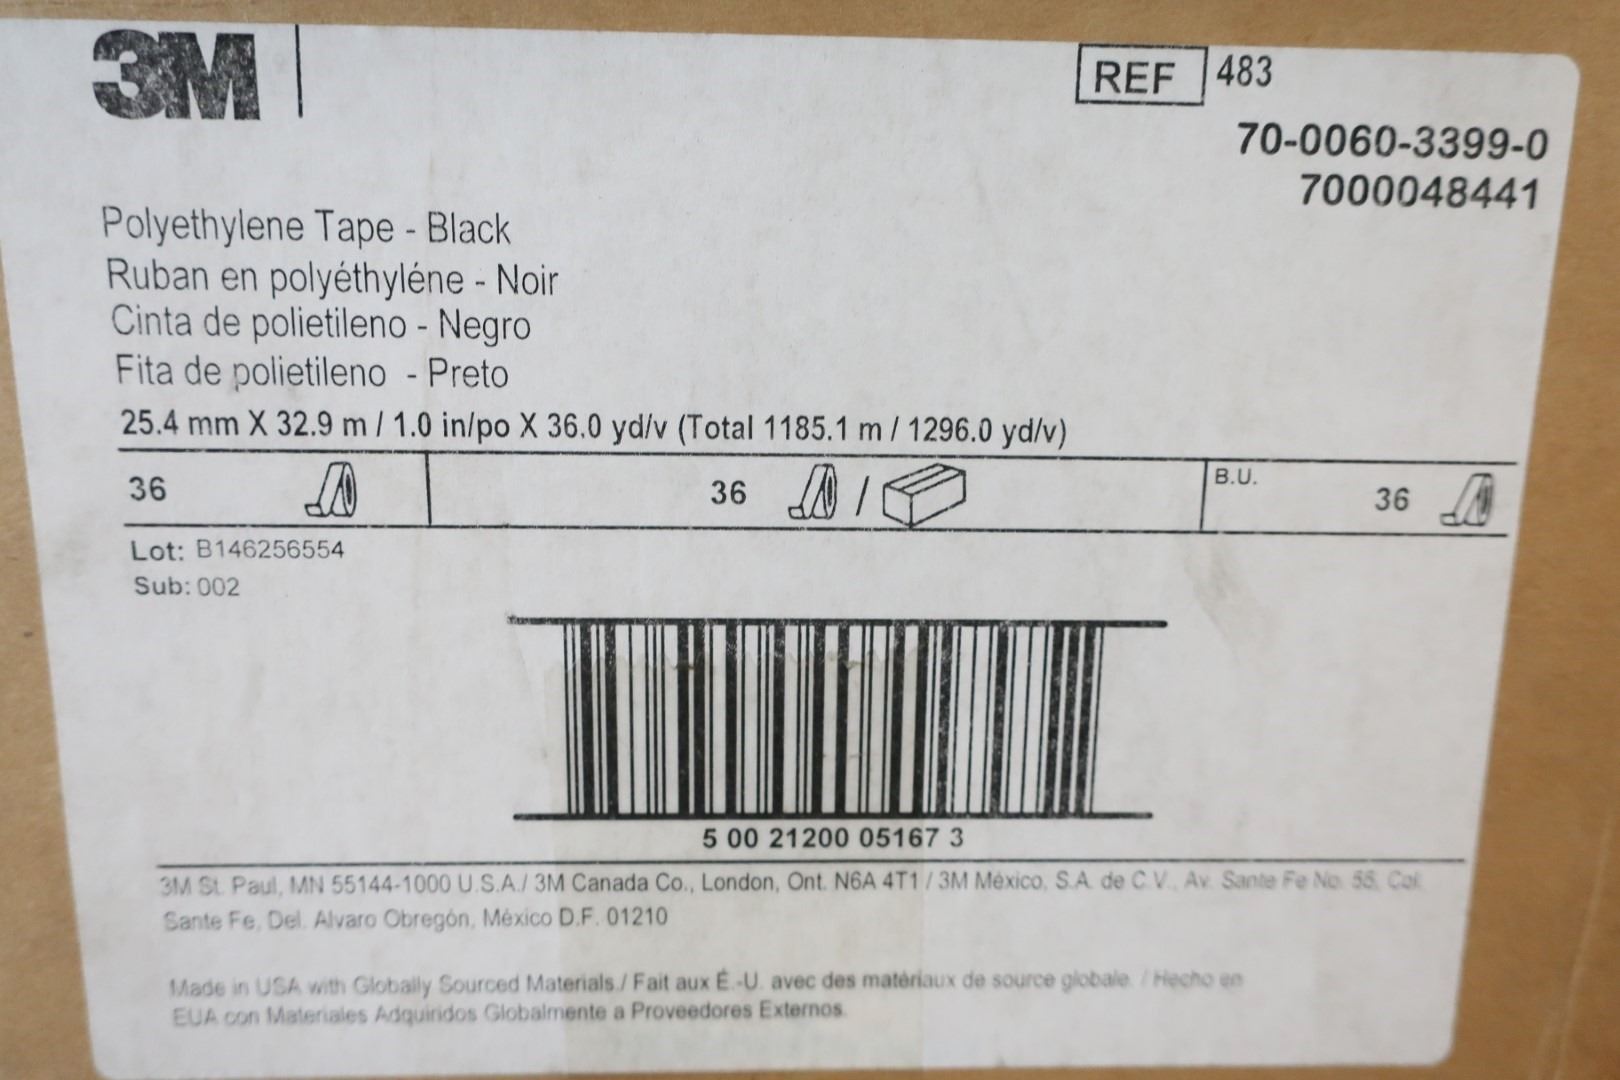 3M
REF 483
70-0060-3399-0
7000048441
Polyethylene Tape - Black
Ruban en polyéthyléne - Noir
Cinta de polietileno - Negro
Fita de polietileno - Preto
25.4 mm X 32.9 m / 1.0 in/po X 36.0 yd/v (Total 1185.1 m / 1296.0 yd/v)
36 36 / B.U. 36
Lot: B146256554
Sub: 002
5 00 21200 05167 3
3M St. Paul, MN 55144-1000 U.S.A./ 3M Canada Co., London, Ont. N6A 4T1 / 3M México, S.A. de C.V., Av. Sante Fe No. 55, Col.
Sante Fe, Del. Alvaro Obregón, México D.F. 01210
Made in USA with Globally Sourced Materials./ Fait aux É.-U. avec des matériaux de source globale. / Hecho en
EUA con Materiales Adquiridos Globalmente a Proveedores Externos.